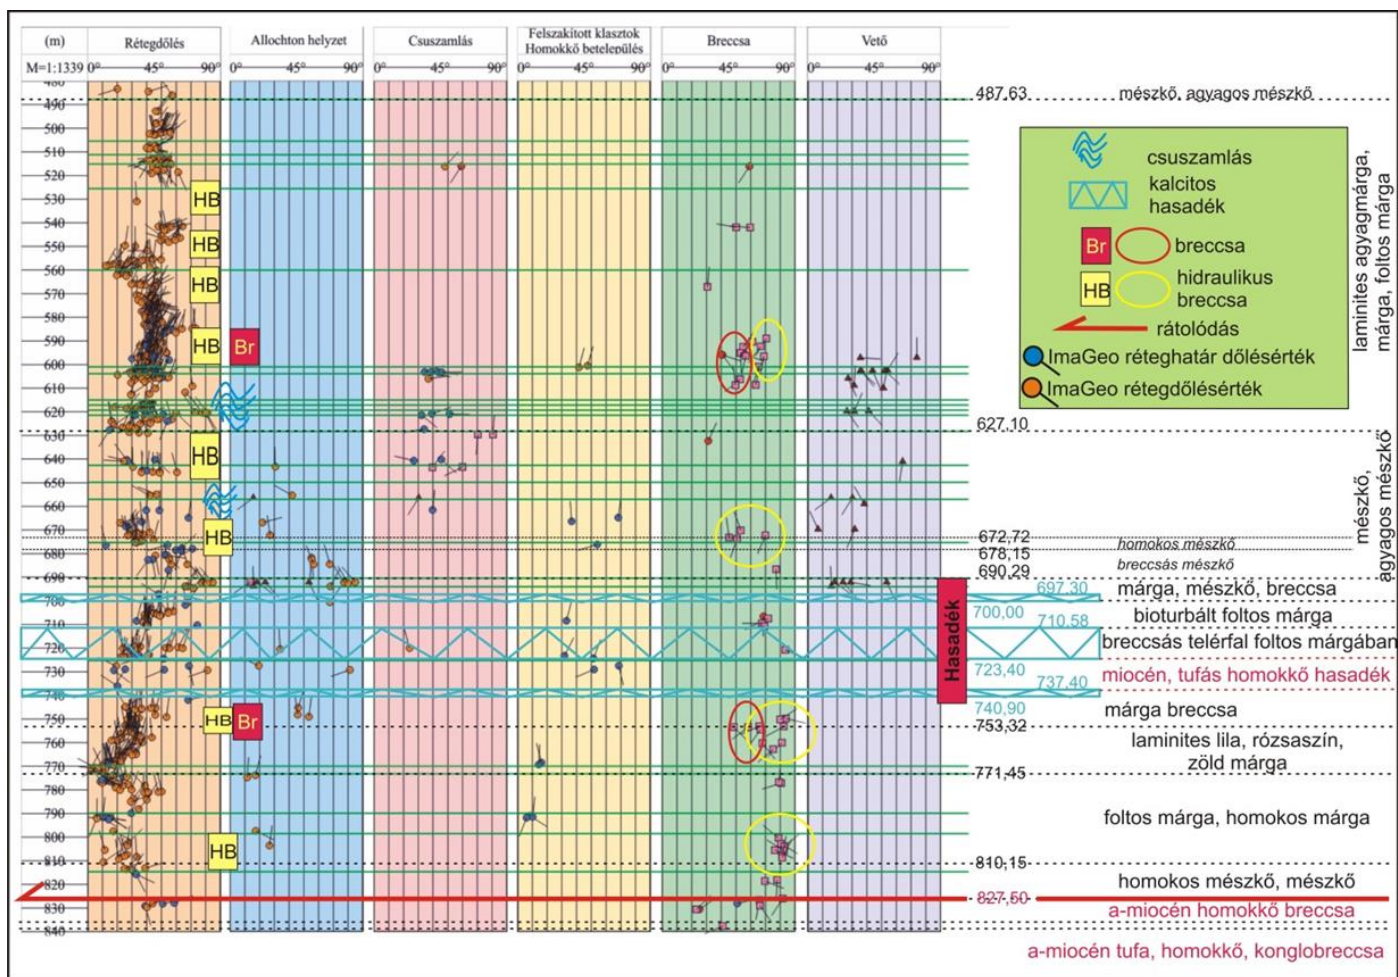 (m)
Rétegdőlés
Allochton helyzet
Csuszamlás
Felszakított klasztok
Homokkő betelepülés
Breccsa
Vető
M=1:1339
0° 45° 90°
0° 45° 90°
0° 45° 90°
0° 45° 90°
0° 45° 90°
0° 45° 90°
480
490
500
510
520
530
540
550
560
570
580
590
600
610
620
630
640
650
660
670
680
690
700
710
720
730
740
750
760
770
780
790
800
810
820
830
840
HB
HB
HB
HB
Br
HB
HB
HB
Br
HB
487,63
mészkő, agyagos mészkő
627,10
672,72
homokos mészkő
678,15
breccsás mészkő
690,29
697,30
márga, mészkő, breccsa
700,00
bioturbált foltos márga
710,58
breccsás telérfal foltos márgában
723,40
miocén, tufás homokkő hasadék
737,40
740,90
márga breccsa
753,32
laminites lila, rózsaszín,
zöld márga
771,45
foltos márga, homokos márga
810,15
homokos mészkő, mészkő
827,50
a-miocén homokkő breccsa
a-miocén tufa, homokkő, konglobreccsa
Hasadék
csuszamlás
kalcitos
hasadék
Br
breccsa
HB
hidraulikus
breccsa
rátolódás
ImaGeo réteghatár dőlésérték
ImaGeo rétegdőlésérték
laminites agyagmárga,
márga, foltos márga
mészkő,
agyagos mészkő